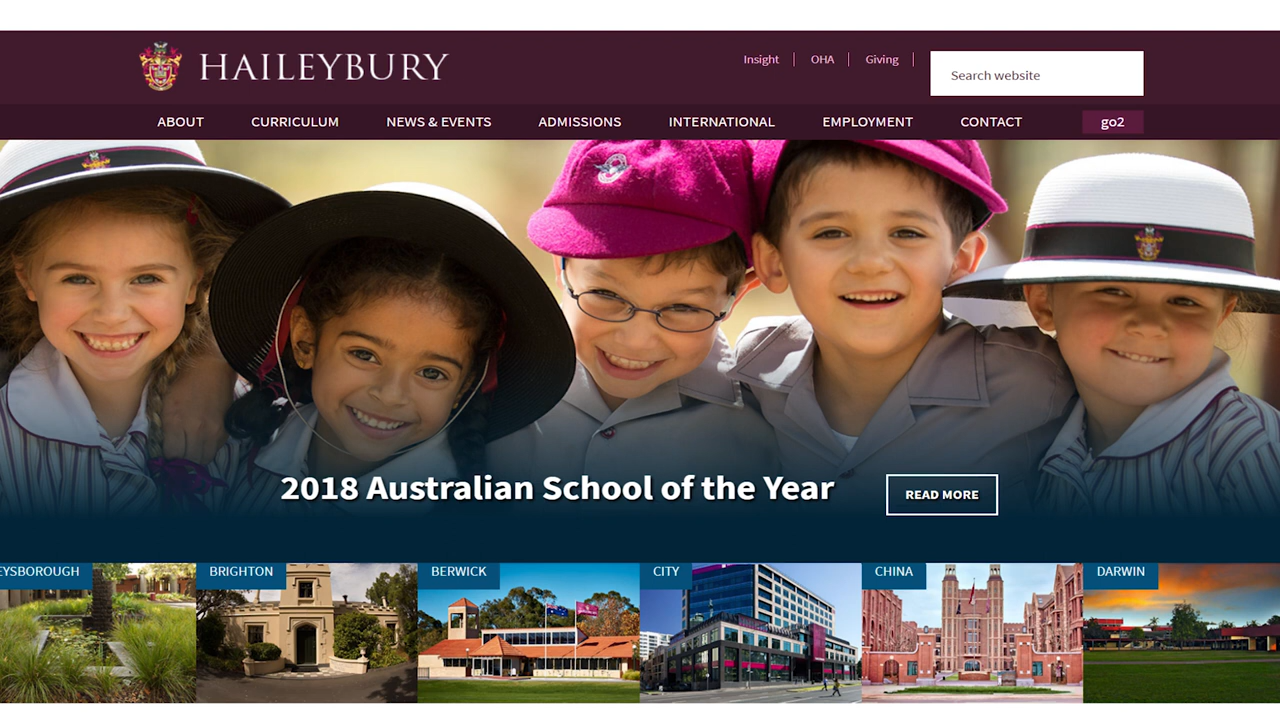 HAILEYBURY
Insight
OHA
Giving
Search website
ABOUT
CURRICULUM
NEWS & EVENTS
ADMISSIONS
INTERNATIONAL
EMPLOYMENT
CONTACT
go2
2018 Australian School of the Year
READ MORE
EYSBOROUGH
BRIGHTON
BERWICK
CITY
CHINA
DARWIN